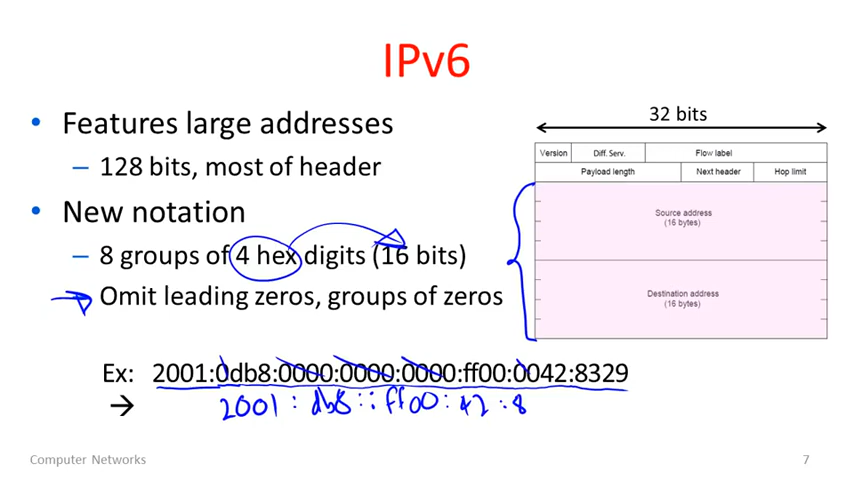 IPv6
• Features large addresses
– 128 bits, most of header
• New notation
– 8 groups of 4 hex digits (16 bits)
– Omit leading zeros, groups of zeros
Ex: 2001:0db8:0000:0000:0000:ff00:0042:8329
→ 2001:db8::ff00:42:8
32 bits
Version Diff. Serv. Flow label
Payload length Next header Hop limit
Source address
(16 bytes)
Destination address
(16 bytes)
Computer Networks 7